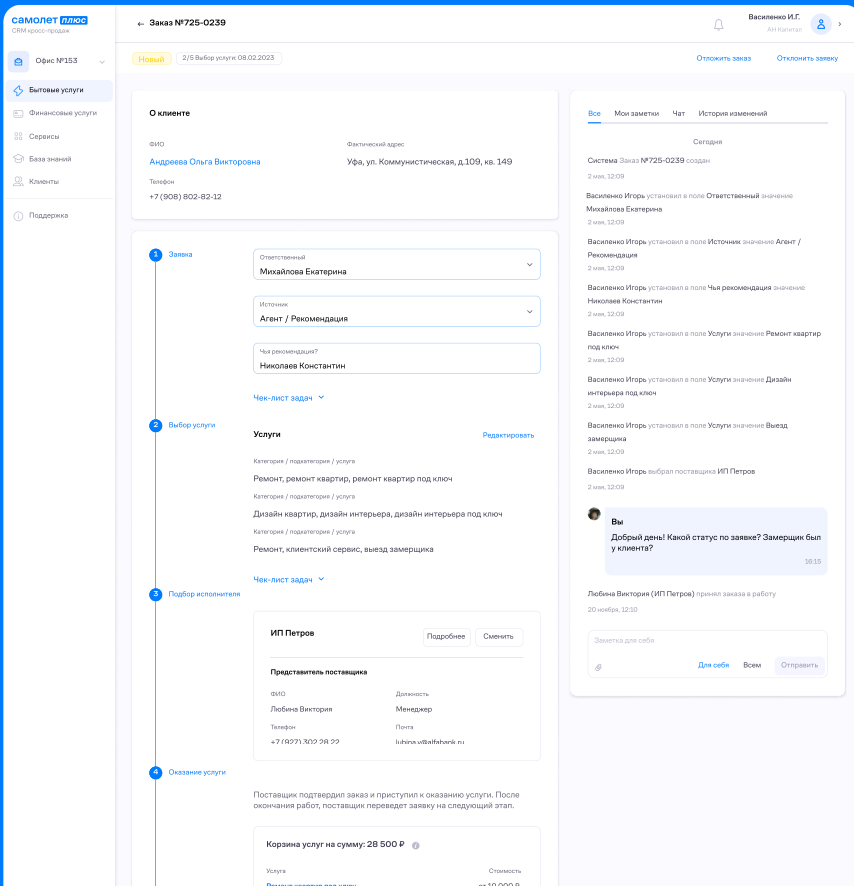 самолет плюс
CRM кросс-продаж
Офис №153
Бытовые услуги
Финансовые услуги
Сервисы
База знаний
Клиенты
Поддержка
← Заказ №725-0239
Василенко И.Г.
АН Капитал
Новый
2/5 Выбор услуги: 08.02.2023
Отложить заказ
Отклонить заявку
О клиенте
ФИО
Фактический адрес
Андреева Ольга Викторовна
Уфа, ул. Коммунистическая, д.109, кв. 149
Телефон
+7 (908) 802-82-12
1 Заявка
Ответственный
Михайлова Екатерина
Источник
Агент / Рекомендация
Чья рекомендация?
Николаев Константин
Чек-лист задач
2 Выбор услуги
Услуги
Редактировать
Категория / подкатегория / услуга
Ремонт, ремонт квартир, ремонт квартир под ключ
Категория / подкатегория / услуга
Дизайн квартир, дизайн интерьера, дизайн интерьера под ключ
Категория / подкатегория / услуга
Ремонт, клиентский сервис, выезд замерщика
Чек-лист задач
3 Подбор исполнителя
ИП Петров
Подробнее
Сменить
Представитель поставщика
ФИО
Должность
Любина Виктория
Менеджер
Телефон
Почта
+7 (927) 302 28 22
lubina.v@alfabank.ru
4 Оказание услуги
Поставщик подтвердил заказ и приступил к оказанию услуги. После
окончания работ, поставщик переведет заявку на следующий этап.
Корзина услуг на сумму: 28 500 ₽
Услуга
Стоимость
Ремонт квартир под ключ
от 10 000 ₽
Все
Мои заметки
Чат
История изменений
Сегодня
Система Заказ №725-0239 создан
2 мая, 12:09
Василенко Игорь установил в поле Ответственный значение
Михайлова Екатерина
2 мая, 12:09
Василенко Игорь установил в поле Источник значение Агент /
Рекомендация
2 мая, 12:09
Василенко Игорь установил в поле Чья рекомендация значение
Николаев Константин
2 мая, 12:09
Василенко Игорь установил в поле Услуги значение Ремонт квартир
под ключ
2 мая, 12:09
Василенко Игорь установил в поле Услуги значение Дизайн
интерьера под ключ
2 мая, 12:09
Василенко Игорь установил в поле Услуги значение Выезд
замерщика
2 мая, 12:09
Василенко Игорь выбрал поставщика ИП Петров
2 мая, 12:09
Вы
Добрый день! Какой статус по заявке? Замерщик был
у клиента?
16:15
Любина Виктория (ИП Петров) принял заказа в работу
20 ноября, 12:10
Заметка для себя
Для себя
Всем
Отправить